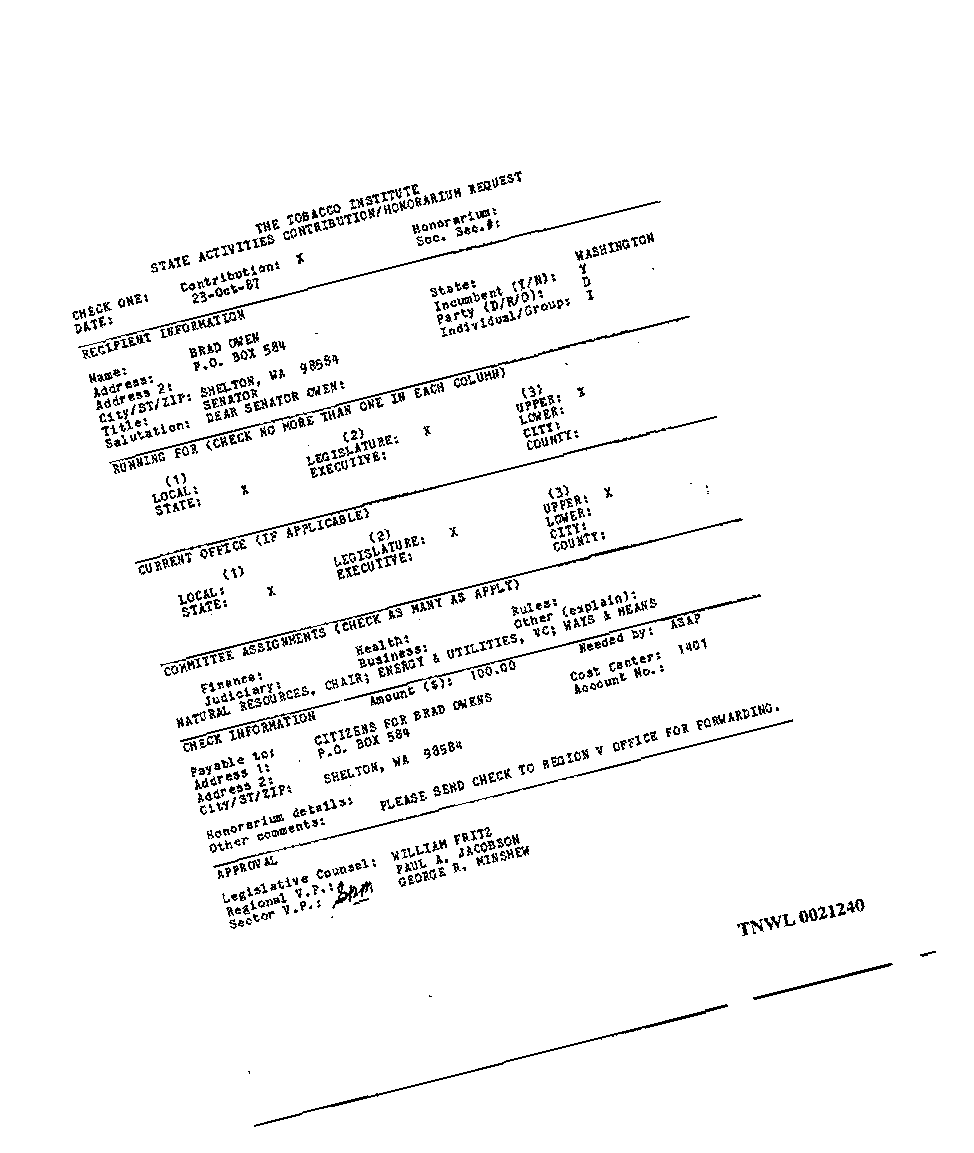 THE TOBACCO INSTITUTE
STATE ACTIVITIES CONTRIBUTION/HONORARIUM REQUEST
CHECK ONE: Contribution: X Honorarium:
DATE: 23-Oct-87 Soc. Sec.#:
RECIPIENT INFORMATION
State: WASHINGTON
Name: BRAD OWEN Incumbent (Y/N): Y
Address: P.O. BOX 584 Party (D/R/O): D
Address 2: Individual/Group: I
City/ST/ZIP: SHELTON, WA 98584
Title: SENATOR
Salutation: DEAR SENATOR OWEN:
RUNNING FOR (CHECK NO MORE THAN ONE IN EACH COLUMN)
(1) (2) (3)
LOCAL: LEGISLATURE: X UPPER: X
STATE: X EXECUTIVE: LOWER:
CITY:
COUNTY:
CURRENT OFFICE (IF APPLICABLE)
(1) (2) (3)
LOCAL: LEGISLATURE: X UPPER: X
STATE: X EXECUTIVE: LOWER:
CITY:
COUNTY:
COMMITTEE ASSIGNMENTS (CHECK AS MANY AS APPLY)
Finance: Health: Rules:
Judiciary: Business: Other (explain):
NATURAL RESOURCES, CHAIR; ENERGY & UTILITIES, VC; WAYS & MEANS
CHECK INFORMATION Amount ($): 100.00 Needed by: ASAP
Payable to: CITIZENS FOR BRAD OWENS Cost Center: 1401
Address 1: P.O. BOX 584 Account No.:
Address 2:
City/ST/ZIP: SHELTON, WA 98584
Honorarium details:
Other comments: PLEASE SEND CHECK TO REGION V OFFICE FOR FORWARDING.
APPROVAL
Legislative Counsel: WILLIAM FRITZ
Regional V.P.: PAUL A. JACOBSON
Sector V.P.: GEORGE R. MINSHEW
TNWL 0021240